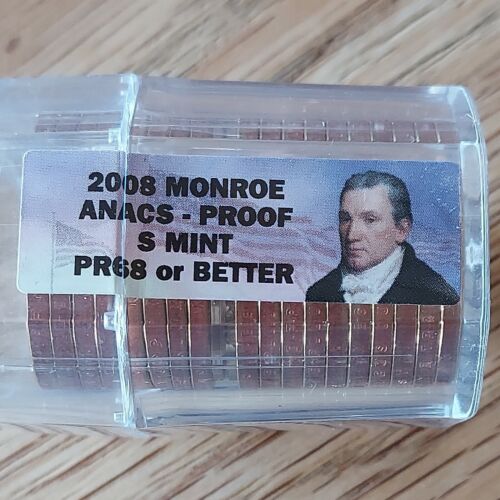 2008 MONROE
ANACS - PROOF
S MINT
PR68 or BETTER